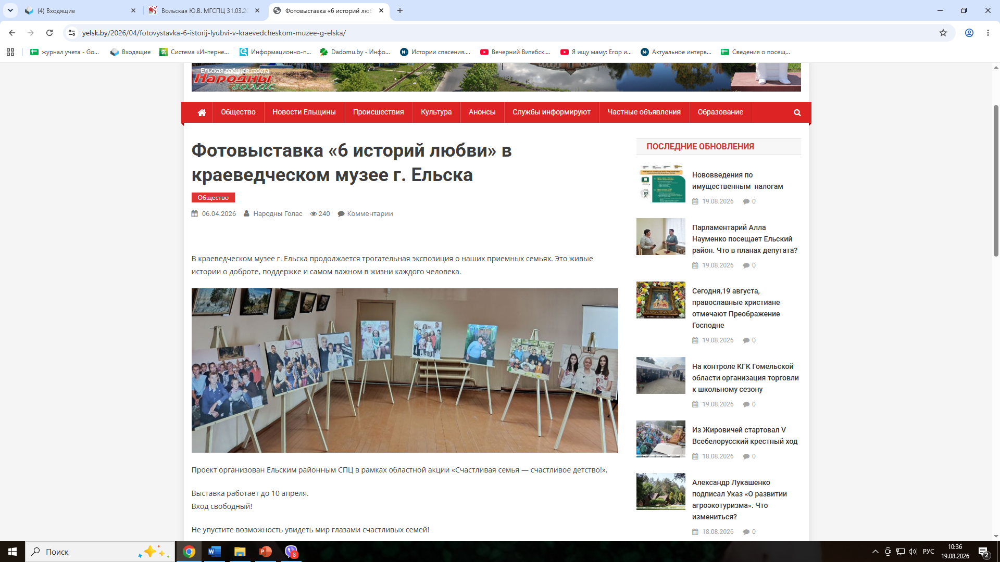 (4) Входящие
Вольская Ю.В. МГСПЦ 31.03.20
Фотовыставка «6 историй люб
yelsk.by/2026/04/fotovystavka-6-istorij-lyubvi-v-kraevedcheskom-muzee-g-elska/
журнал учета - Go...
Входящие
Система «Интерне...
Информационно-п...
Dadomu.by - Инфо...
Истории спасения....
Вечерний Витебск....
Я ищу маму: Егор и...
Актуальное интерв...
Сведения о посещ...
Ельская раённая газета
Народны
голас
Общество
Новости Ельщины
Происшествия
Культура
Анонсы
Службы информируют
Частные объявления
Образование
Фотовыставка «6 историй любви» в
краеведческом музее г. Ельска
Общество
06.04.2026
Народны Голас
240
Комментарии
В краеведческом музее г. Ельска продолжается трогательная экспозиция о наших приемных семьях. Это живые
истории о доброте, поддержке и самом важном в жизни каждого человека.
Проект организован Ельским районным СПЦ в рамках областной акции «Счастливая семья — счастливое детство!».
Выставка работает до 10 апреля.
Вход свободный!
Не упустите возможность увидеть мир глазами счастливых семей!
ПОСЛЕДНИЕ ОБНОВЛЕНИЯ
Нововведения по
имущественным налогам
19.08.2026
0
Парламентарий Алла
Науменко посещает Ельский
район. Что в планах депутата?
19.08.2026
0
Сегодня,19 августа,
православные христиане
отмечают Преображение
Господне
19.08.2026
0
На контроле КГК Гомельской
области организация торговли
к школьному сезону
19.08.2026
0
Из Жировичей стартовал V
Всебелорусский крестный ход
18.08.2026
0
Александр Лукашенко
подписал Указ «О развитии
агроэкотуризма». Что
измениться?
18.08.2026
0
Поиск
8
РУС
10:36
19.08.2026
2